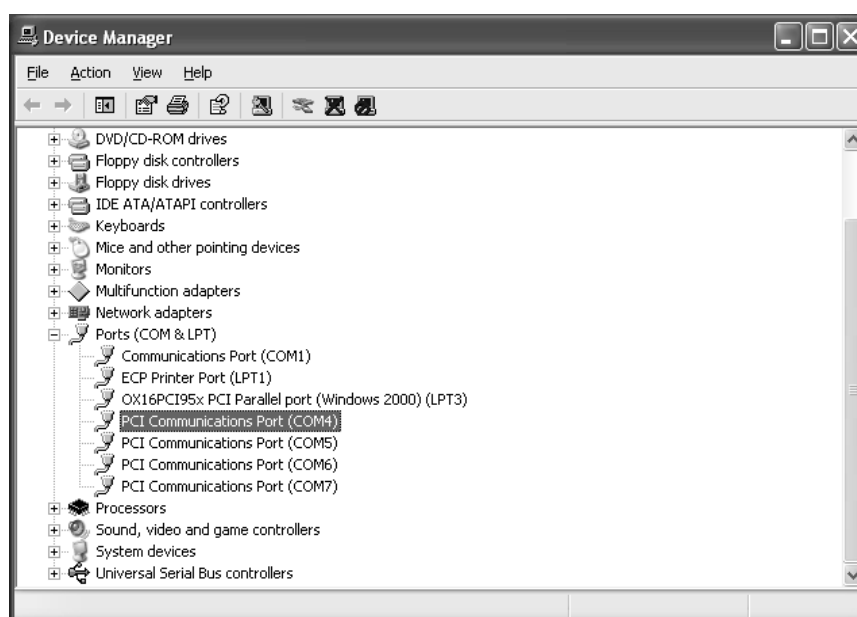 Device Manager
File Action View Help
DVD/CD-ROM drives
Floppy disk controllers
Floppy disk drives
IDE ATA/ATAPI controllers
Keyboards
Mice and other pointing devices
Monitors
Multifunction adapters
Network adapters
Ports (COM & LPT)
Communications Port (COM1)
ECP Printer Port (LPT1)
OX16PCI95x PCI Parallel port (Windows 2000) (LPT3)
PCI Communications Port (COM4)
PCI Communications Port (COM5)
PCI Communications Port (COM6)
PCI Communications Port (COM7)
Processors
Sound, video and game controllers
System devices
Universal Serial Bus controllers